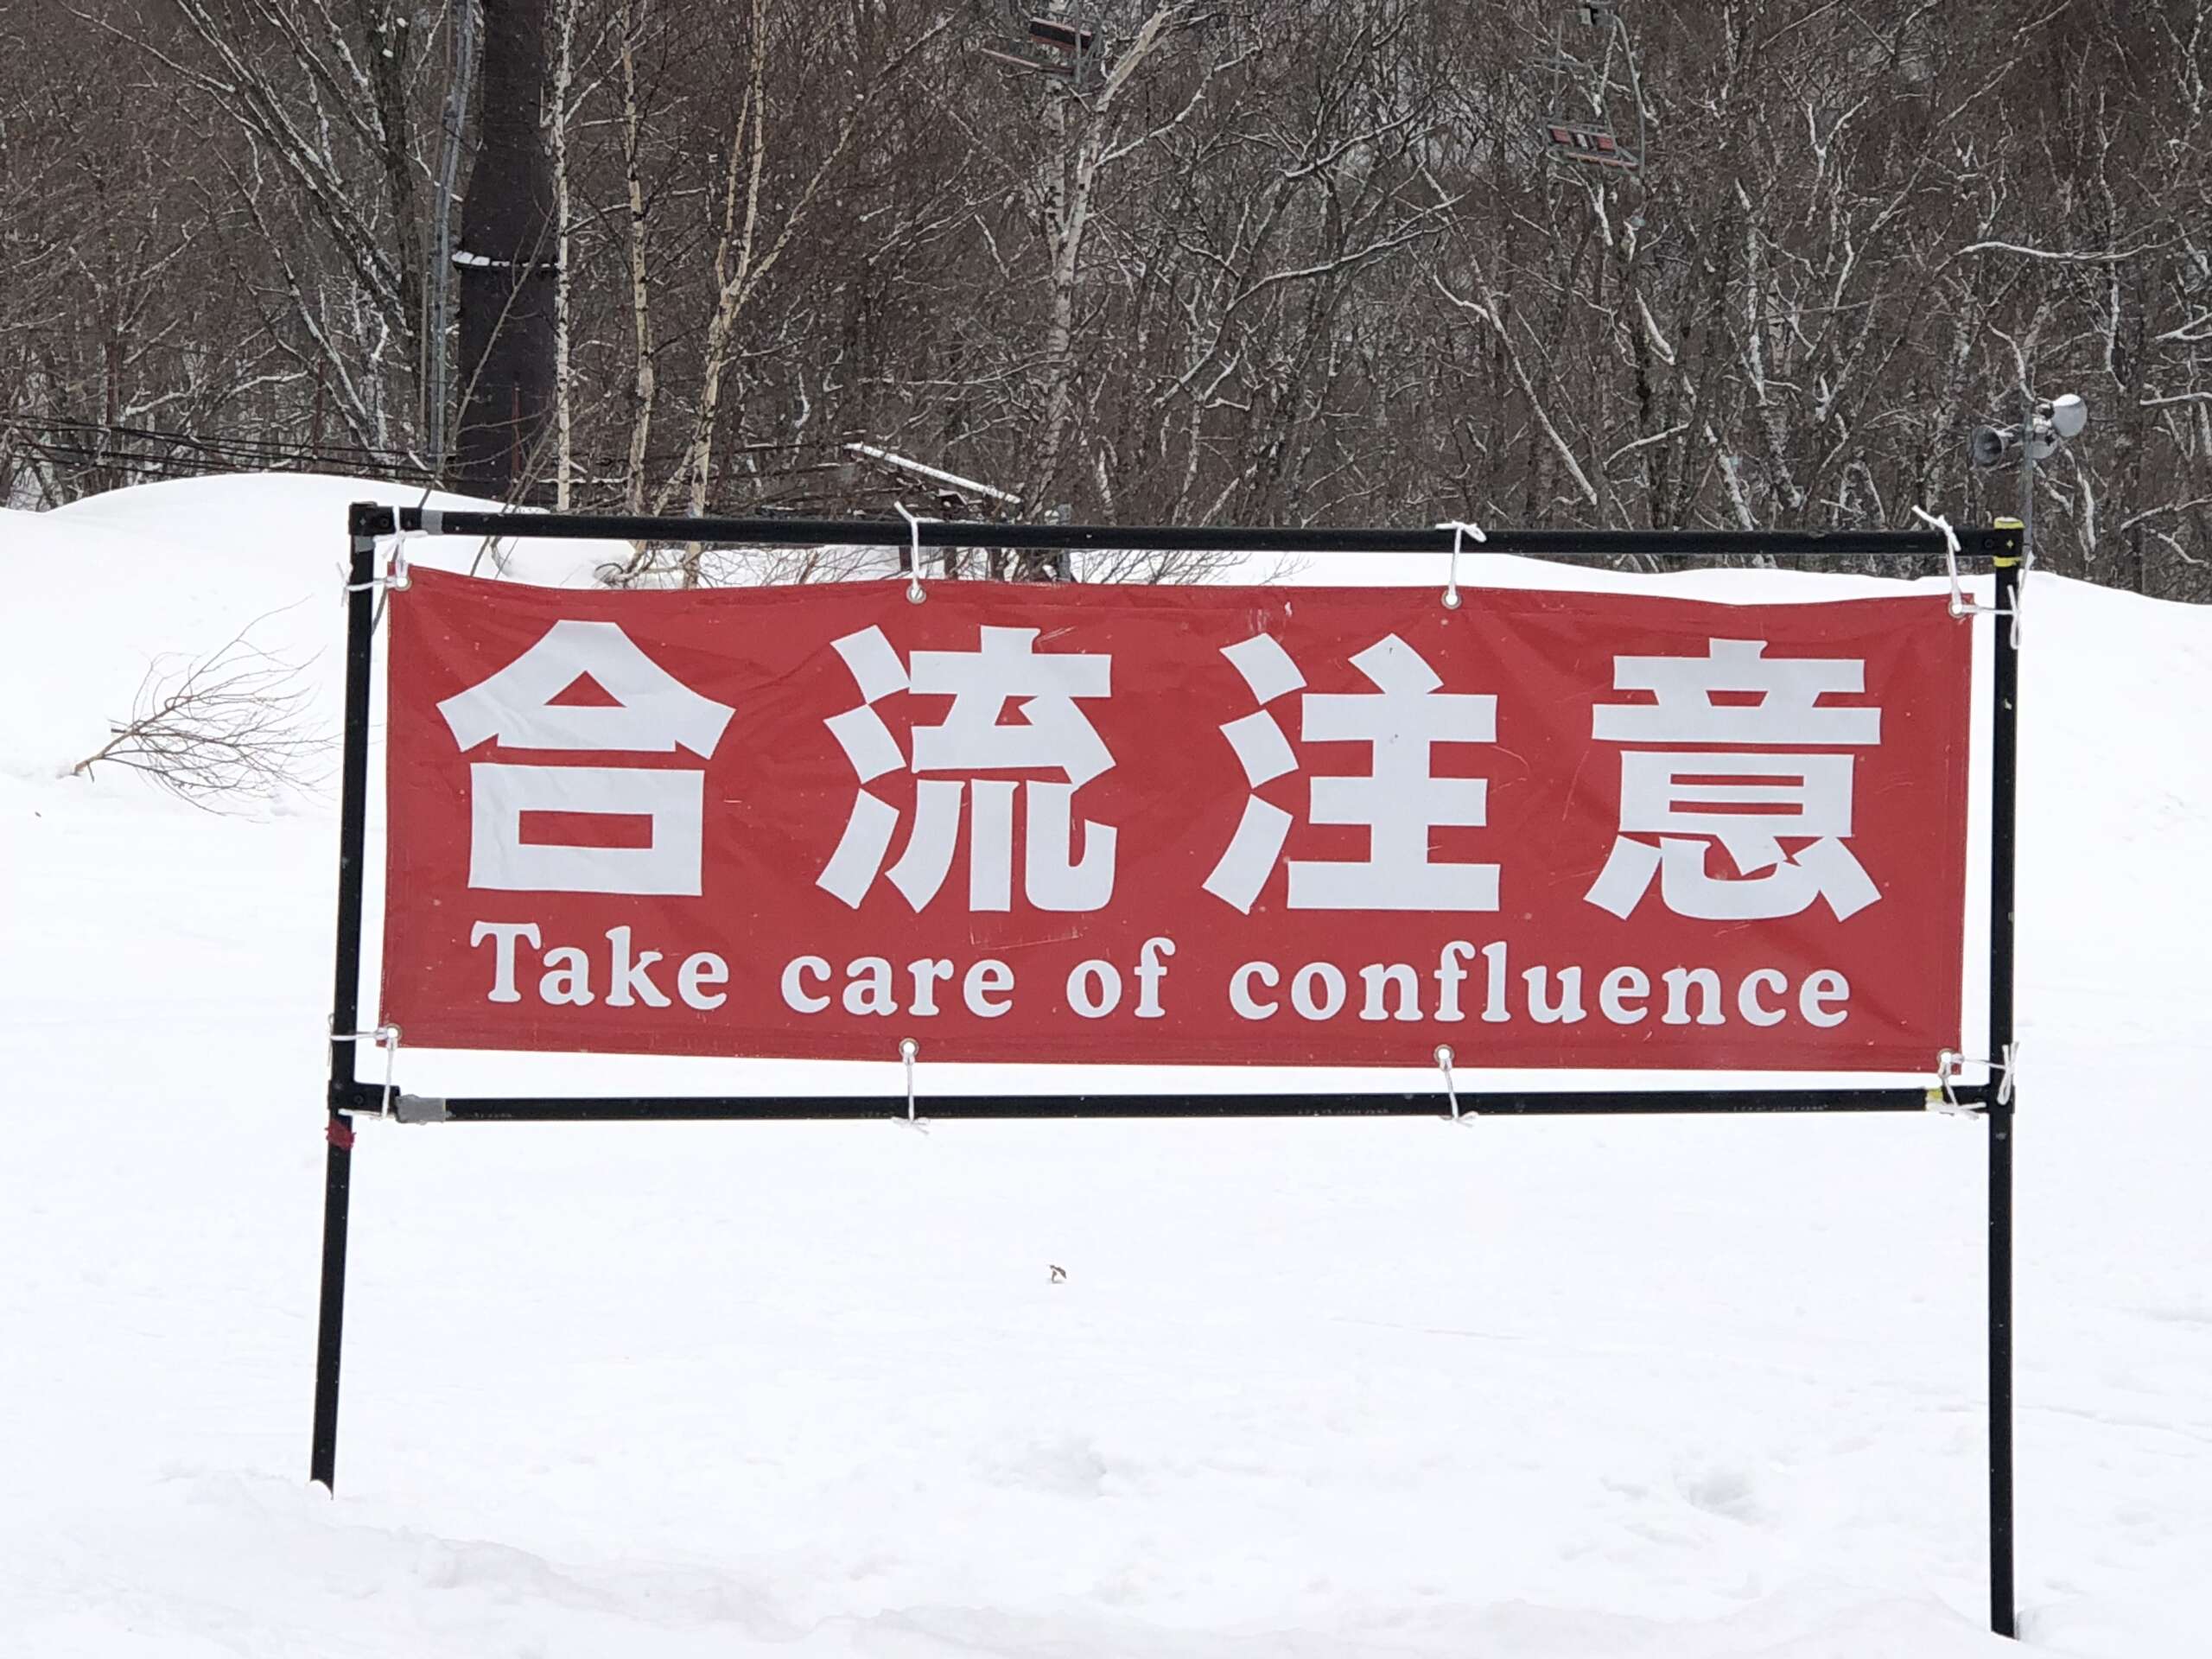 合流注意
Take care of confluence